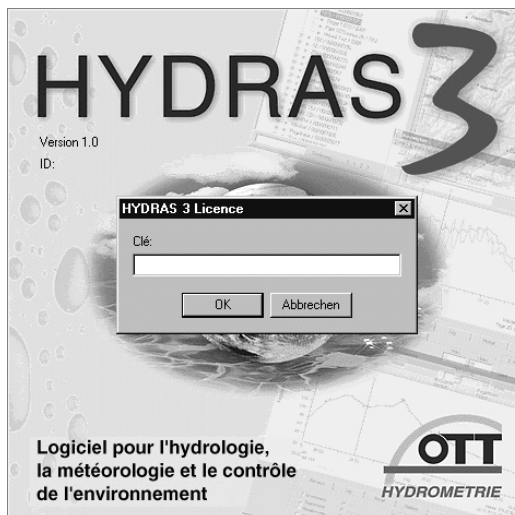 HYDRAS 3
Version 1.0
ID:
HYDRAS 3 Licence
Clé:
OK Abbrechen
Logiciel pour l'hydrologie,
la météorologie et le contrôle
de l'environnement
OTT
HYDROMETRIE